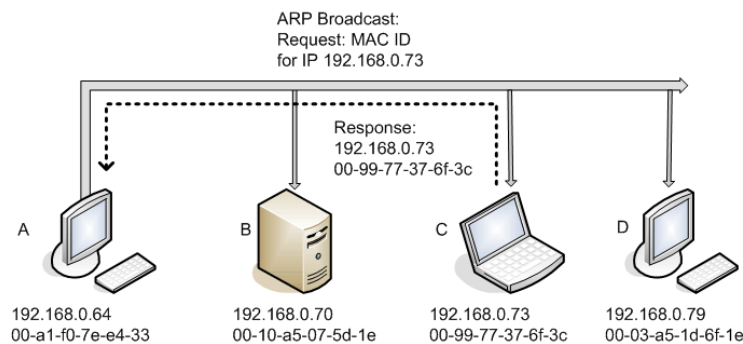 ARP Broadcast:
Request: MAC ID
for IP 192.168.0.73
Response:
192.168.0.73
00-99-77-37-6f-3c
A
B
C
D
192.168.0.64
00-a1-f0-7e-e4-33
192.168.0.70
00-10-a5-07-5d-1e
192.168.0.73
00-99-77-37-6f-3c
192.168.0.79
00-03-a5-1d-6f-1e